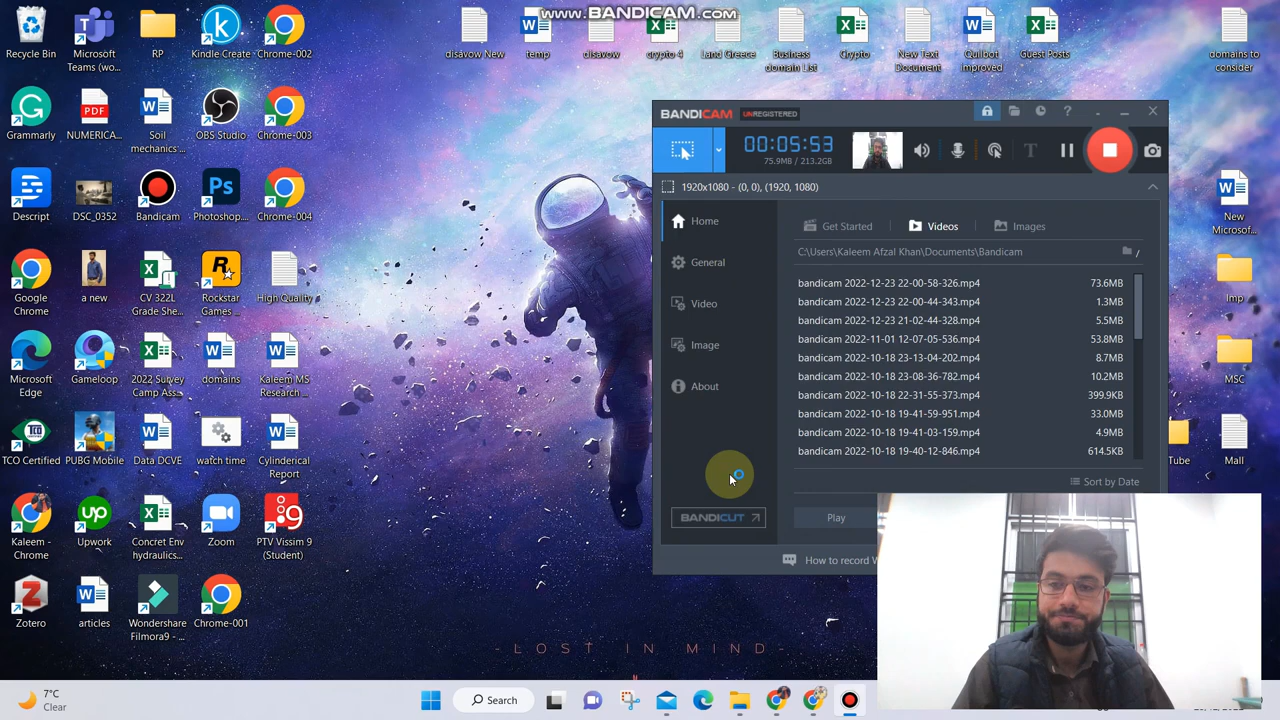 www.BANDICAM.com
Recycle Bin
Microsoft
Teams (wo...
RP
Kindle Create
Chrome-002
disavow New
temp
disavow
crypto 4
Land Greece
Business
domain List
Crypto
New Text
Document
Quilbot
Improved
Guest Posts
domains to
consider
Grammarly
PDF
NUMERICA...
Soil
mechanics'...
OBS Studio
Chrome-003
Descript
DSC_0352
Bandicam
Photoshop....
Chrome-004
Google
Chrome
a new
CV 322L
Grade She...
Rockstar
Games ...
High Quality
Microsoft
Edge
Gameloop
2022 Survey
Camp Ass...
domains
Kaleem MS
Research ...
TCO Certified
PUBG Mobile
Data DCVE
watch time
Cylinderical
Report
Kaleem -
Chrome
Upwork
Concret Env
hydraulics...
Zoom
PTV Vissim 9
(Student)
Zotero
articles
Wondershare
Filmora9 - ...
Chrome-001
BANDICAM UNREGISTERED
00:05:53
75.9MB / 213.2GB
1920x1080 - (0, 0), (1920, 1080)
Home
General
Video
Image
About
BANDICUT
Get Started
Videos
Images
C:\Users\Kaleem Afzal Khan\Documents\Bandicam
bandicam 2022-12-23 22-00-58-326.mp4 73.6MB
bandicam 2022-12-23 22-00-44-343.mp4 1.3MB
bandicam 2022-12-23 21-02-44-328.mp4 5.5MB
bandicam 2022-11-01 12-07-05-536.mp4 53.8MB
bandicam 2022-10-18 23-13-04-202.mp4 8.7MB
bandicam 2022-10-18 23-08-36-782.mp4 10.2MB
bandicam 2022-10-18 22-31-55-373.mp4 399.9KB
bandicam 2022-10-18 19-41-59-951.mp4 33.0MB
bandicam 2022-10-18 19-41-03-159.mp4 4.9MB
bandicam 2022-10-18 19-40-12-846.mp4 614.5KB
Sort by Date
Play
How to record W
New
Microsof...
Imp
MSC
Tube
Mall
- LOST IN MIND -
7°C
Clear
Search